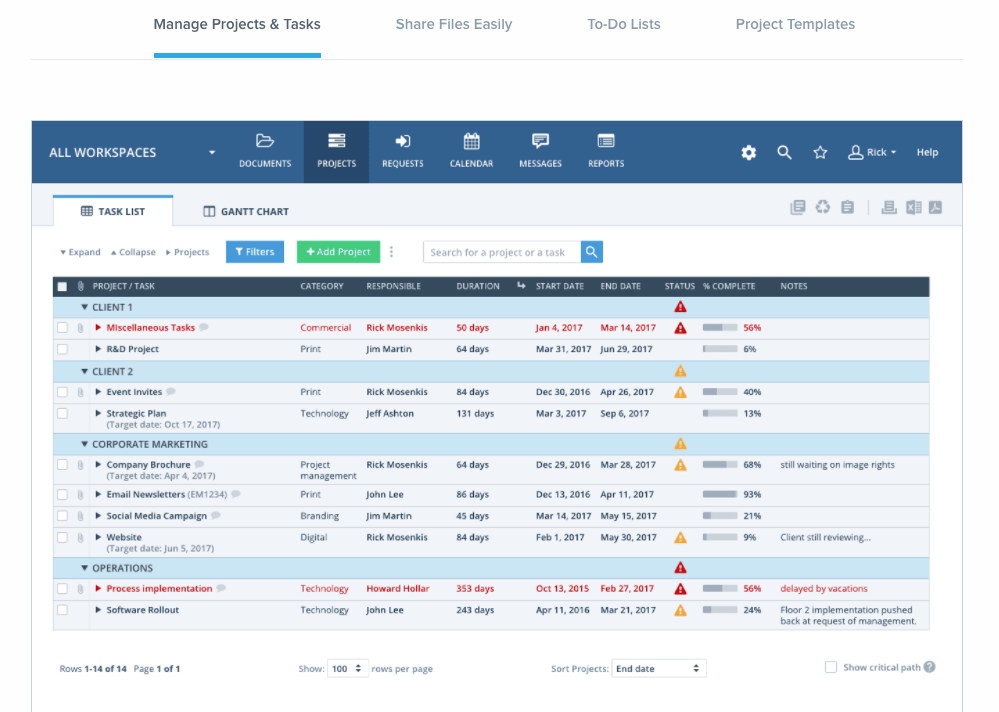 Manage Projects & Tasks Share Files Easily To-Do Lists Project Templates
ALL WORKSPACES DOCUMENTS PROJECTS REQUESTS CALENDAR MESSAGES REPORTS Rick Help
TASK LIST GANTT CHART
Expand Collapse Projects Filters + Add Project Search for a project or a task
PROJECT / TASK CATEGORY RESPONSIBLE DURATION START DATE END DATE STATUS % COMPLETE NOTES
CLIENT 1
MIscellaneous Tasks Commercial Rick Mosenkis 50 days Jan 4, 2017 Mar 14, 2017 56%
R&D Project Print Jim Martin 64 days Mar 31, 2017 Jun 29, 2017 6%
CLIENT 2
Event Invites Print Rick Mosenkis 84 days Dec 30, 2016 Apr 26, 2017 40%
Strategic Plan Technology Jeff Ashton 131 days Mar 3, 2017 Sep 6, 2017 13%
(Target date: Oct 17, 2017)
CORPORATE MARKETING
Company Brochure Project Rick Mosenkis 64 days Dec 29, 2016 Mar 28, 2017 68% still waiting on image rights
(Target date: Apr 4, 2017) management
Email Newsletters (EM1234) Print John Lee 86 days Dec 13, 2016 Apr 11, 2017 93%
Social Media Campaign Branding Jim Martin 45 days Mar 14, 2017 May 15, 2017 21%
Website Digital Rick Mosenkis 84 days Feb 1, 2017 May 30, 2017 9% Client still reviewing...
(Target date: Jun 5, 2017)
OPERATIONS
Process implementation Technology Howard Hollar 353 days Oct 13, 2015 Feb 27, 2017 56% delayed by vacations
Software Rollout Technology John Lee 243 days Apr 11, 2016 Mar 21, 2017 24% Floor 2 implementation pushed
back at request of management.
Rows 1-14 of 14 Page 1 of 1 Show: 100 rows per page Sort Projects: End date Show critical path ?